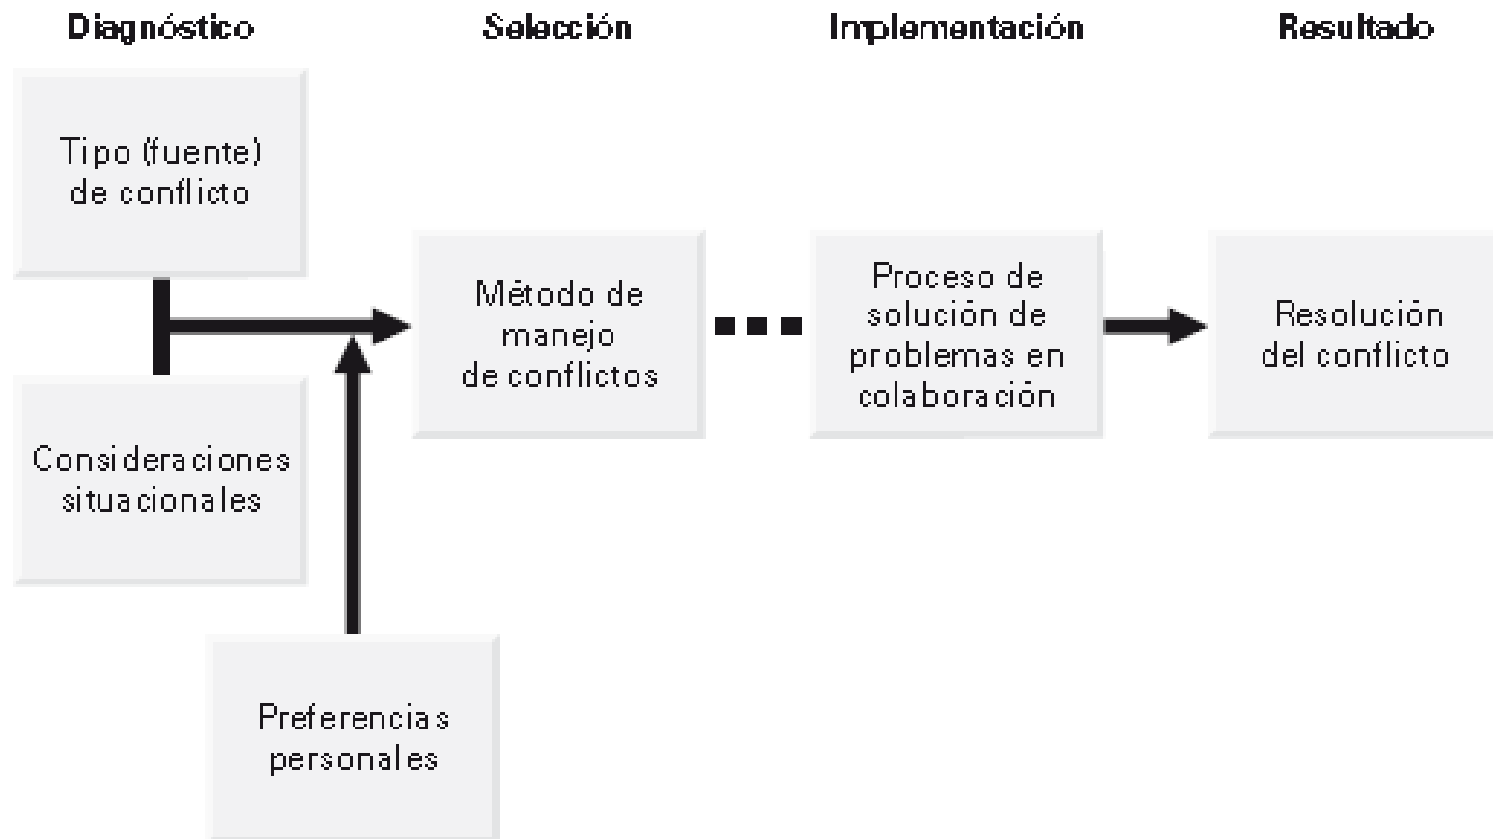 Diagnóstico
Selección
Implementación
Resultado
Tipo (fuente)
de conflicto
Consideraciones
situacionales
Preferencias
personales
Método de
manejo
de conflictos
Proceso de
solución de
problemas en
colaboración
Resolución
del conflicto